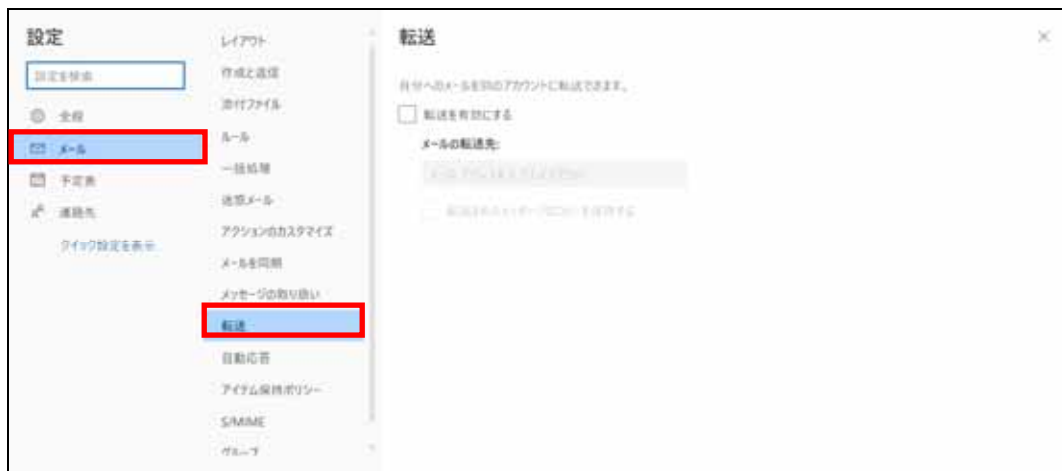 設定
設定を検索
全般
メール
予定表
連絡先
クイック設定を表示
レイアウト
作成と返信
添付ファイル
ルール
一括処理
迷惑メール
アクションのカスタマイズ
メールを同期
メッセージの取り扱い
転送
自動応答
アイテム保持ポリシー
S/MIME
グループ
転送
自分へのメールを別のアカウントに転送できます。
転送を有効にする
メールの転送先: